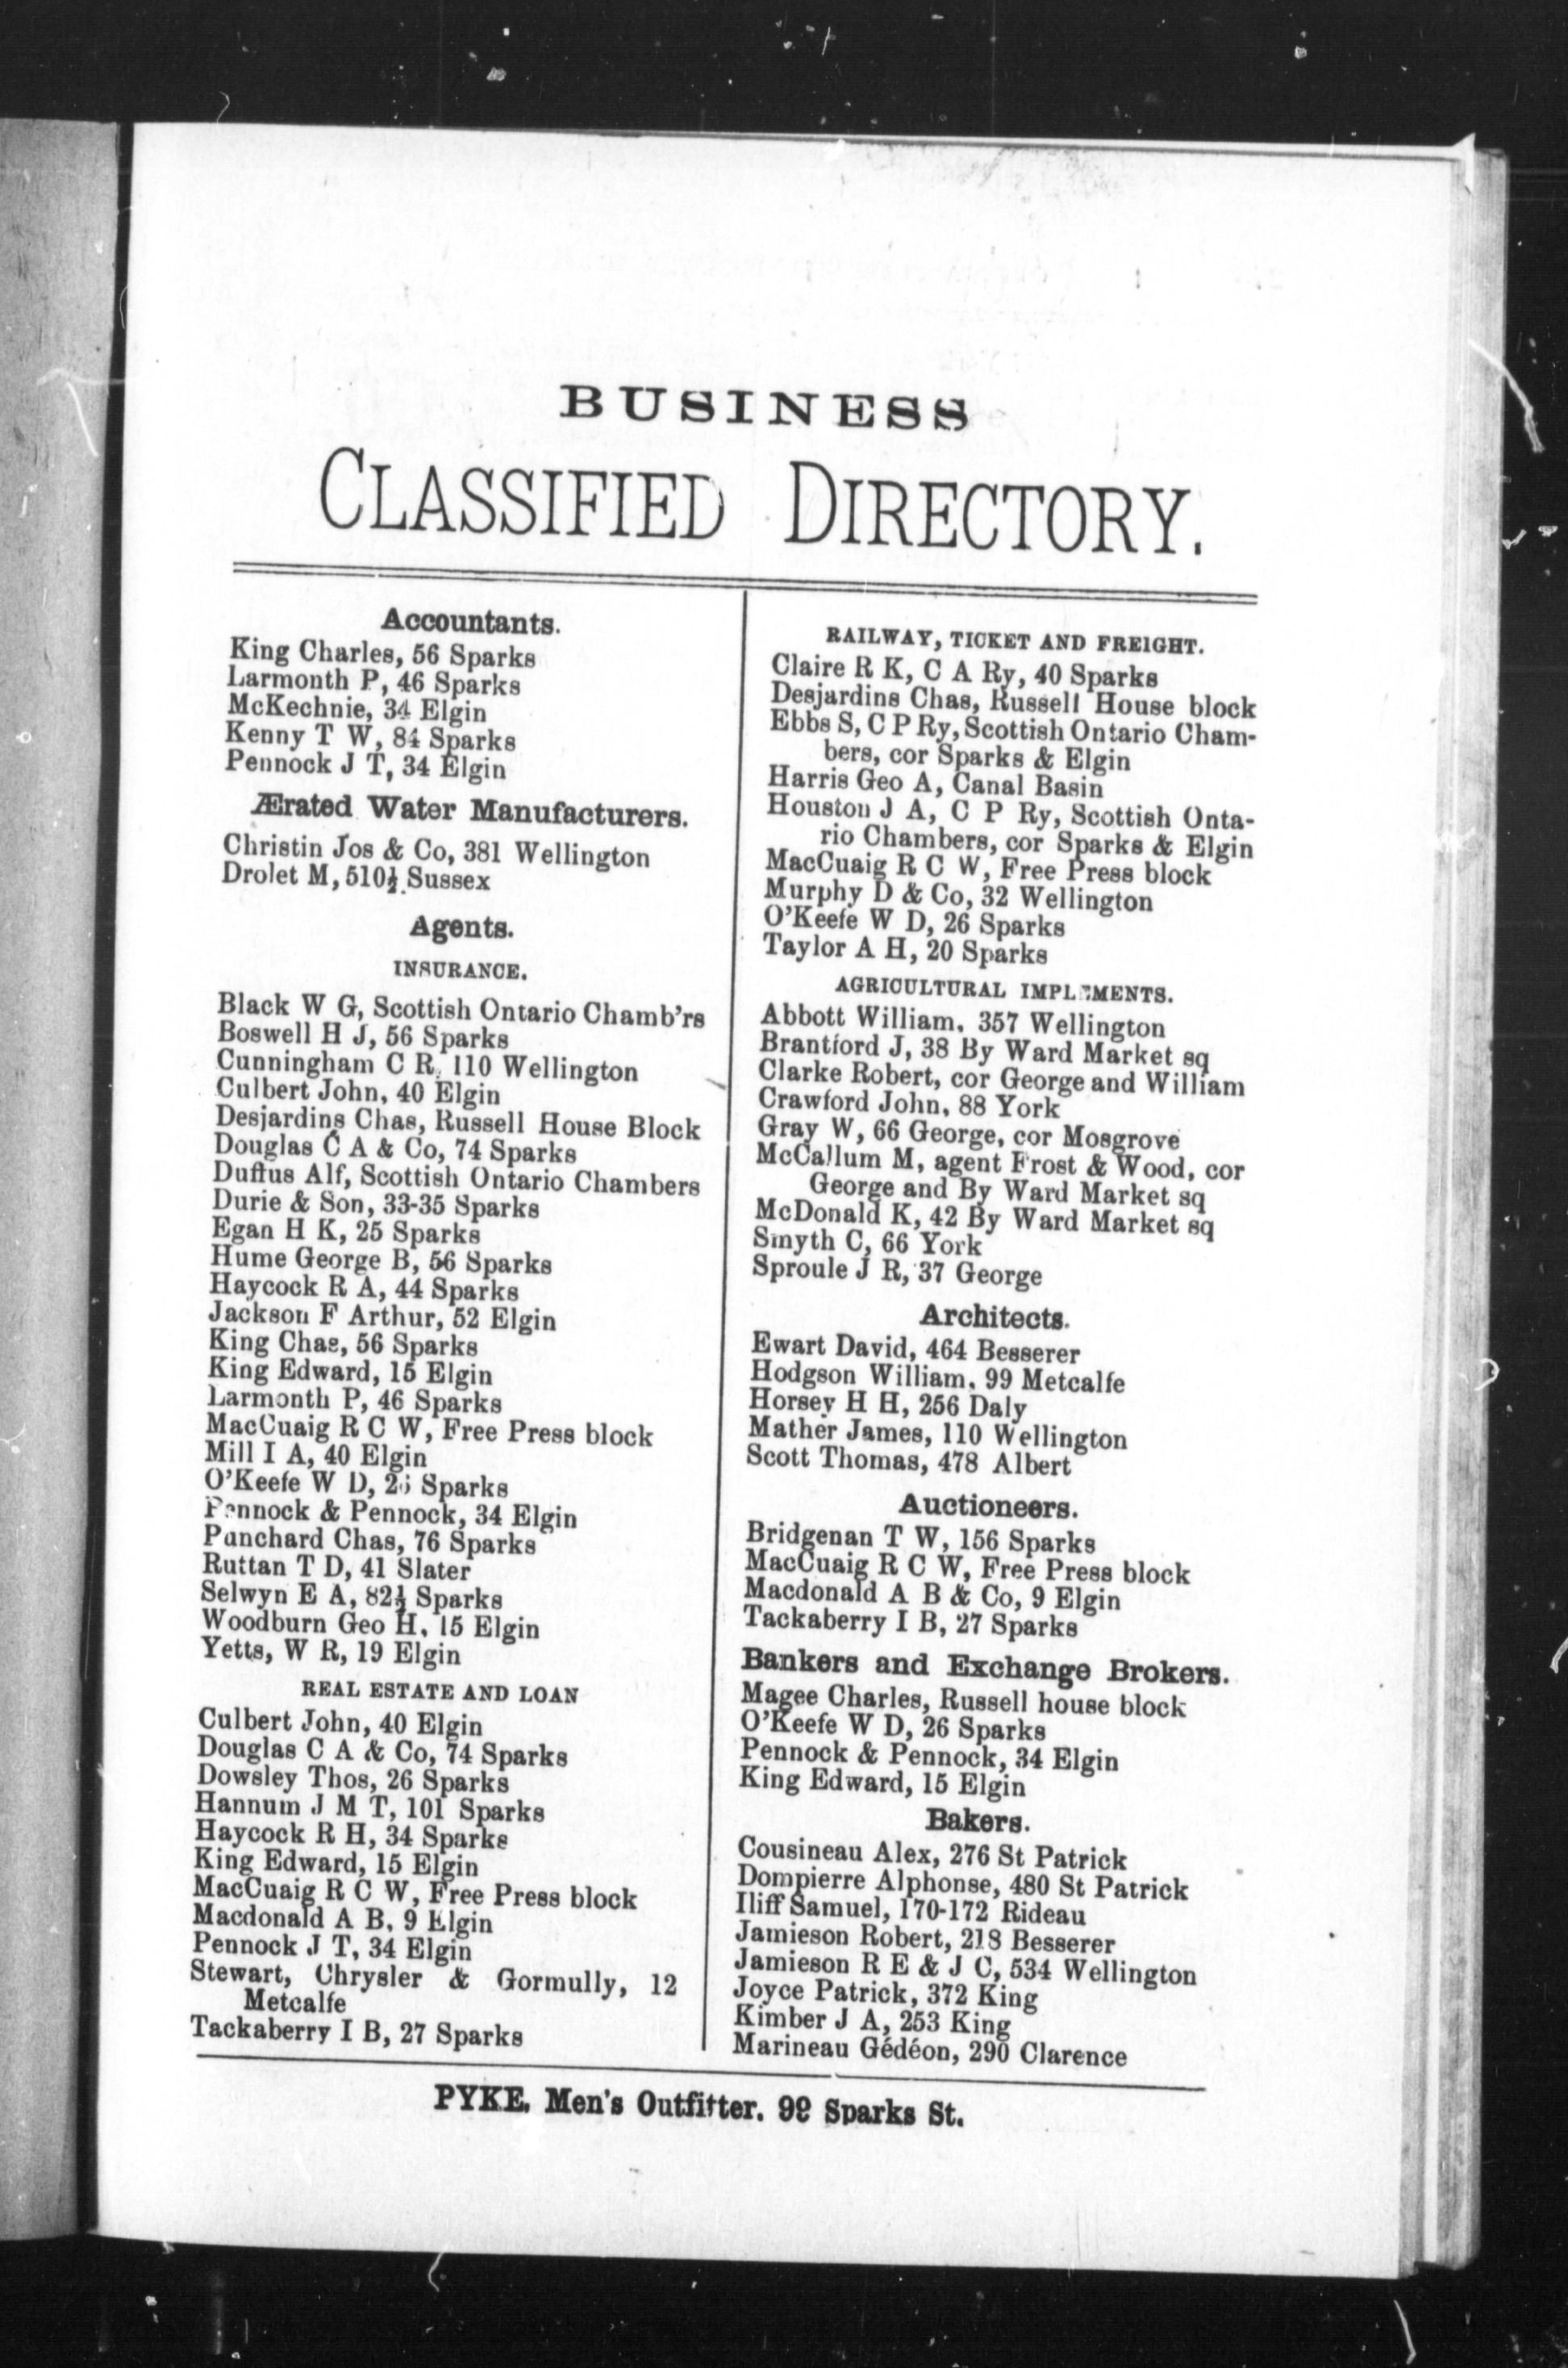 BUSINESS
CLASSIFIED DIRECTORY.
Accountants.
King Charles, 56 Sparks
Larmonth P, 46 Sparks
McKechnie, 34 Elgin
Kenny T W, 84 Sparks
Pennock J T, 34 Elgin
Ærated Water Manufacturers.
Christin Jos & Co, 381 Wellington
Drolet M, 510½ Sussex
Agents.
INSURANCE.
Black W G, Scottish Ontario Chamb'rs
Boswell H J, 56 Sparks
Cunningham C R, 110 Wellington
Culbert John, 40 Elgin
Desjardins Chas, Russell House Block
Douglas C A & Co, 74 Sparks
Duffus Alf, Scottish Ontario Chambers
Durie & Son, 33-35 Sparks
Egan H K, 25 Sparks
Hume George B, 56 Sparks
Haycock R A, 44 Sparks
Jackson F Arthur, 52 Elgin
King Chas, 56 Sparks
King Edward, 15 Elgin
Larmonth P, 46 Sparks
MacCuaig R C W, Free Press block
Mill I A, 40 Elgin
O'Keefe W D, 26 Sparks
Pennock & Pennock, 34 Elgin
Punchard Chas, 76 Sparks
Ruttan T D, 41 Slater
Selwyn E A, 82½ Sparks
Woodburn Geo H, 15 Elgin
Yetts, W R, 19 Elgin
REAL ESTATE AND LOAN
Culbert John, 40 Elgin
Douglas C A & Co, 74 Sparks
Dowsley Thos, 26 Sparks
Hannum J M T, 101 Sparks
Haycock R H, 34 Sparks
King Edward, 15 Elgin
MacCuaig R C W, Free Press block
Macdonald A B, 9 Elgin
Pennock J T, 34 Elgin
Stewart, Chrysler & Gormully, 12
Metcalfe
Tackaberry I B, 27 Sparks
RAILWAY, TICKET AND FREIGHT.
Claire R K, C A Ry, 40 Sparks
Desjardins Chas, Russell House block
Ebbs S, C P Ry, Scottish Ontario Cham-
bers, cor Sparks & Elgin
Harris Geo A, Canal Basin
Houston J A, C P Ry, Scottish Onta-
rio Chambers, cor Sparks & Elgin
MacCuaig R C W, Free Press block
Murphy D & Co, 32 Wellington
O'Keefe W D, 26 Sparks
Taylor A H, 20 Sparks
AGRICULTURAL IMPLEMENTS.
Abbott William, 357 Wellington
Brantford J, 38 By Ward Market sq
Clarke Robert, cor George and William
Crawford John, 88 York
Gray W, 66 George, cor Mosgrove
McCallum M, agent Frost & Wood, cor
George and By Ward Market sq
McDonald K, 42 By Ward Market sq
Smyth C, 66 York
Sproule J R, 37 George
Architects.
Ewart David, 464 Besserer
Hodgson William, 99 Metcalfe
Horsey H H, 256 Daly
Mather James, 110 Wellington
Scott Thomas, 478 Albert
Auctioneers.
Bridgenan T W, 156 Sparks
MacCuaig R C W, Free Press block
Macdonald A B & Co, 9 Elgin
Tackaberry I B, 27 Sparks
Bankers and Exchange Brokers.
Magee Charles, Russell house block
O'Keefe W D, 26 Sparks
Pennock & Pennock, 34 Elgin
King Edward, 15 Elgin
Bakers.
Cousineau Alex, 276 St Patrick
Dompierre Alphonse, 480 St Patrick
Iliff Samuel, 170-172 Rideau
Jamieson Robert, 218 Besserer
Jamieson R E & J C, 534 Wellington
Joyce Patrick, 372 King
Kimber J A, 253 King
Marineau Gédéon, 290 Clarence
PYKE, Men's Outfitter. Sparks St.